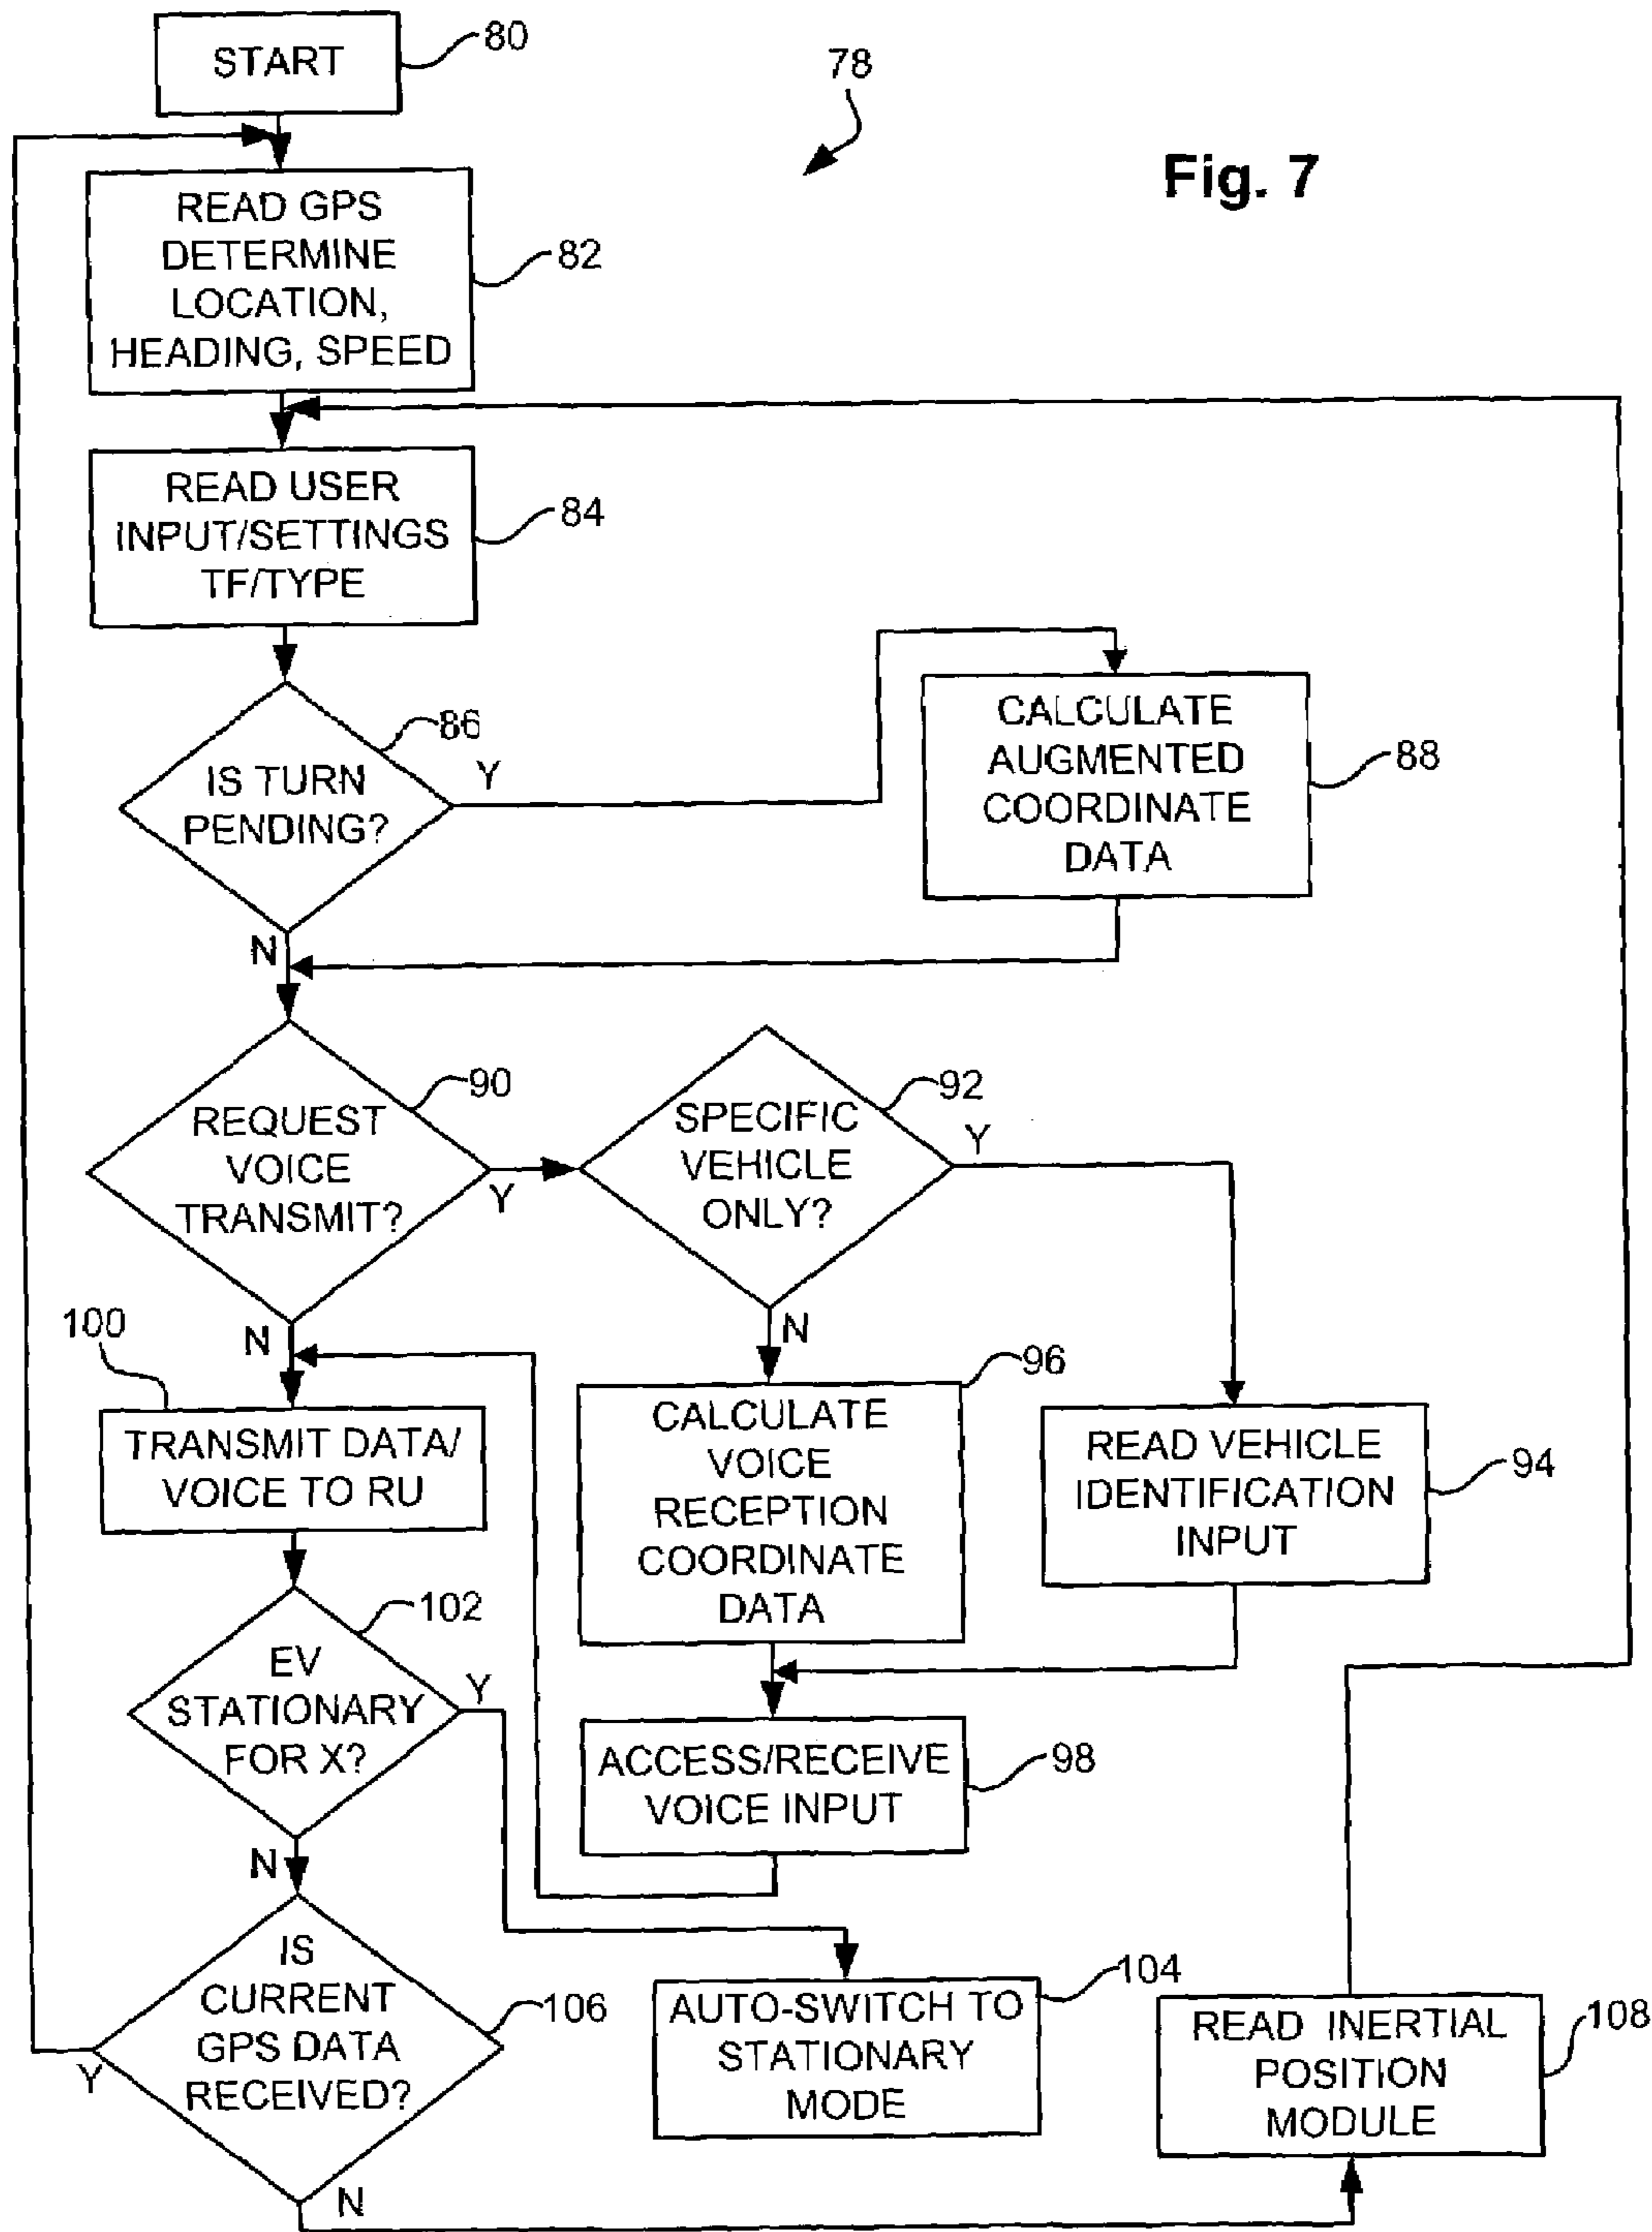 START
80
78
Fig. 7
READ GPS
DETERMINE
LOCATION,
HEADING, SPEED
82
READ USER
INPUT/SETTINGS
TF/TYPE
84
IS TURN
PENDING?
86
Y
N
CALCULATE
AUGMENTED
COORDINATE
DATA
88
REQUEST
VOICE
TRANSMIT?
90
Y
N
SPECIFIC
VEHICLE
ONLY?
92
Y
N
100
TRANSMIT DATA/
VOICE TO RU
CALCULATE
VOICE
RECEPTION
COORDINATE
DATA
96
READ VEHICLE
IDENTIFICATION
INPUT
94
EV
STATIONARY
FOR X?
102
Y
N
ACCESS/RECEIVE
VOICE INPUT
98
IS
CURRENT
GPS DATA
RECEIVED?
106
Y
N
AUTO-SWITCH TO
STATIONARY
MODE
104
READ INERTIAL
POSITION
MODULE
108